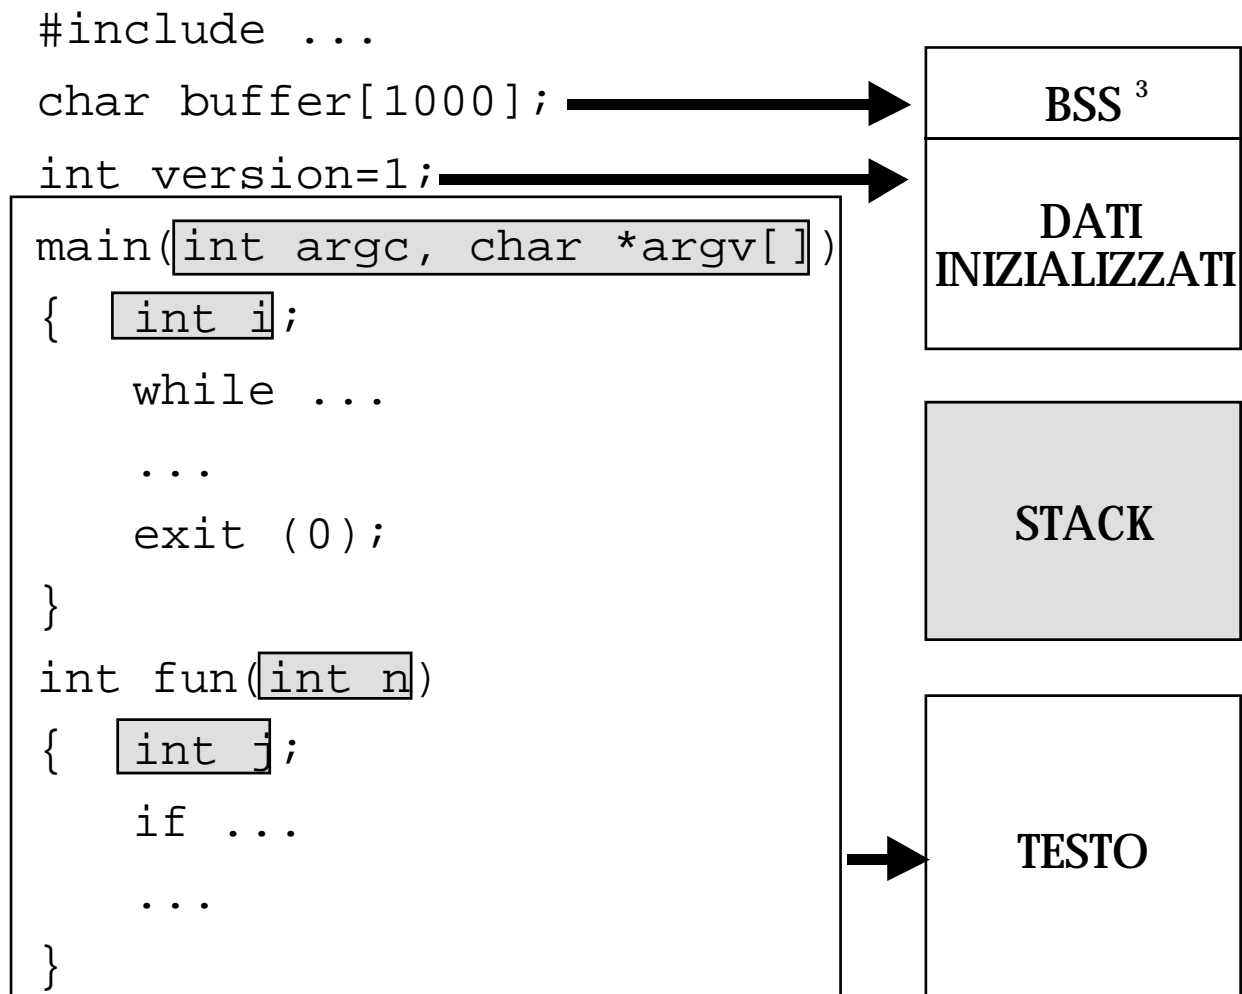 #include ...
char buffer[1000];
int version=1;
main(int argc, char *argv[])
{ int i;
while ...
...
exit (0);
}
int fun(int n)
{ int j;
if ...
...
}
BSS ³
DATI
INIZIALIZZATI
STACK
TESTO